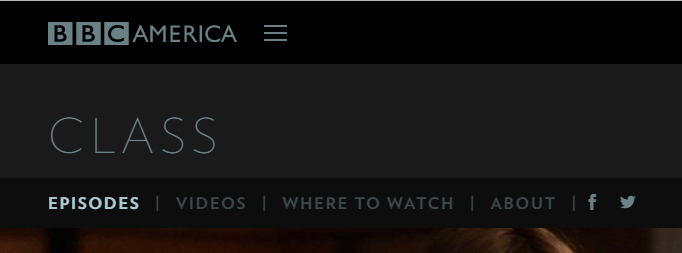 BBC AMERICA
CLASS
EPISODES | VIDEOS | WHERE TO WATCH | ABOUT |